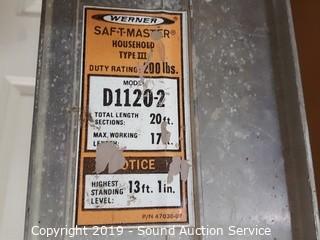 WERNER
SAF-T-MASTER®
HOUSEHOLD
TYPE III
DUTY RATING: 200 lbs.
MODEL
D1120-2
TOTAL LENGTH
SECTIONS: 20 ft.
MAX. WORKING
LENGTH: 17
NOTICE
HIGHEST
STANDING 13 ft. 1 in.
LEVEL:
Copyright 2019 - Sound Auction Service